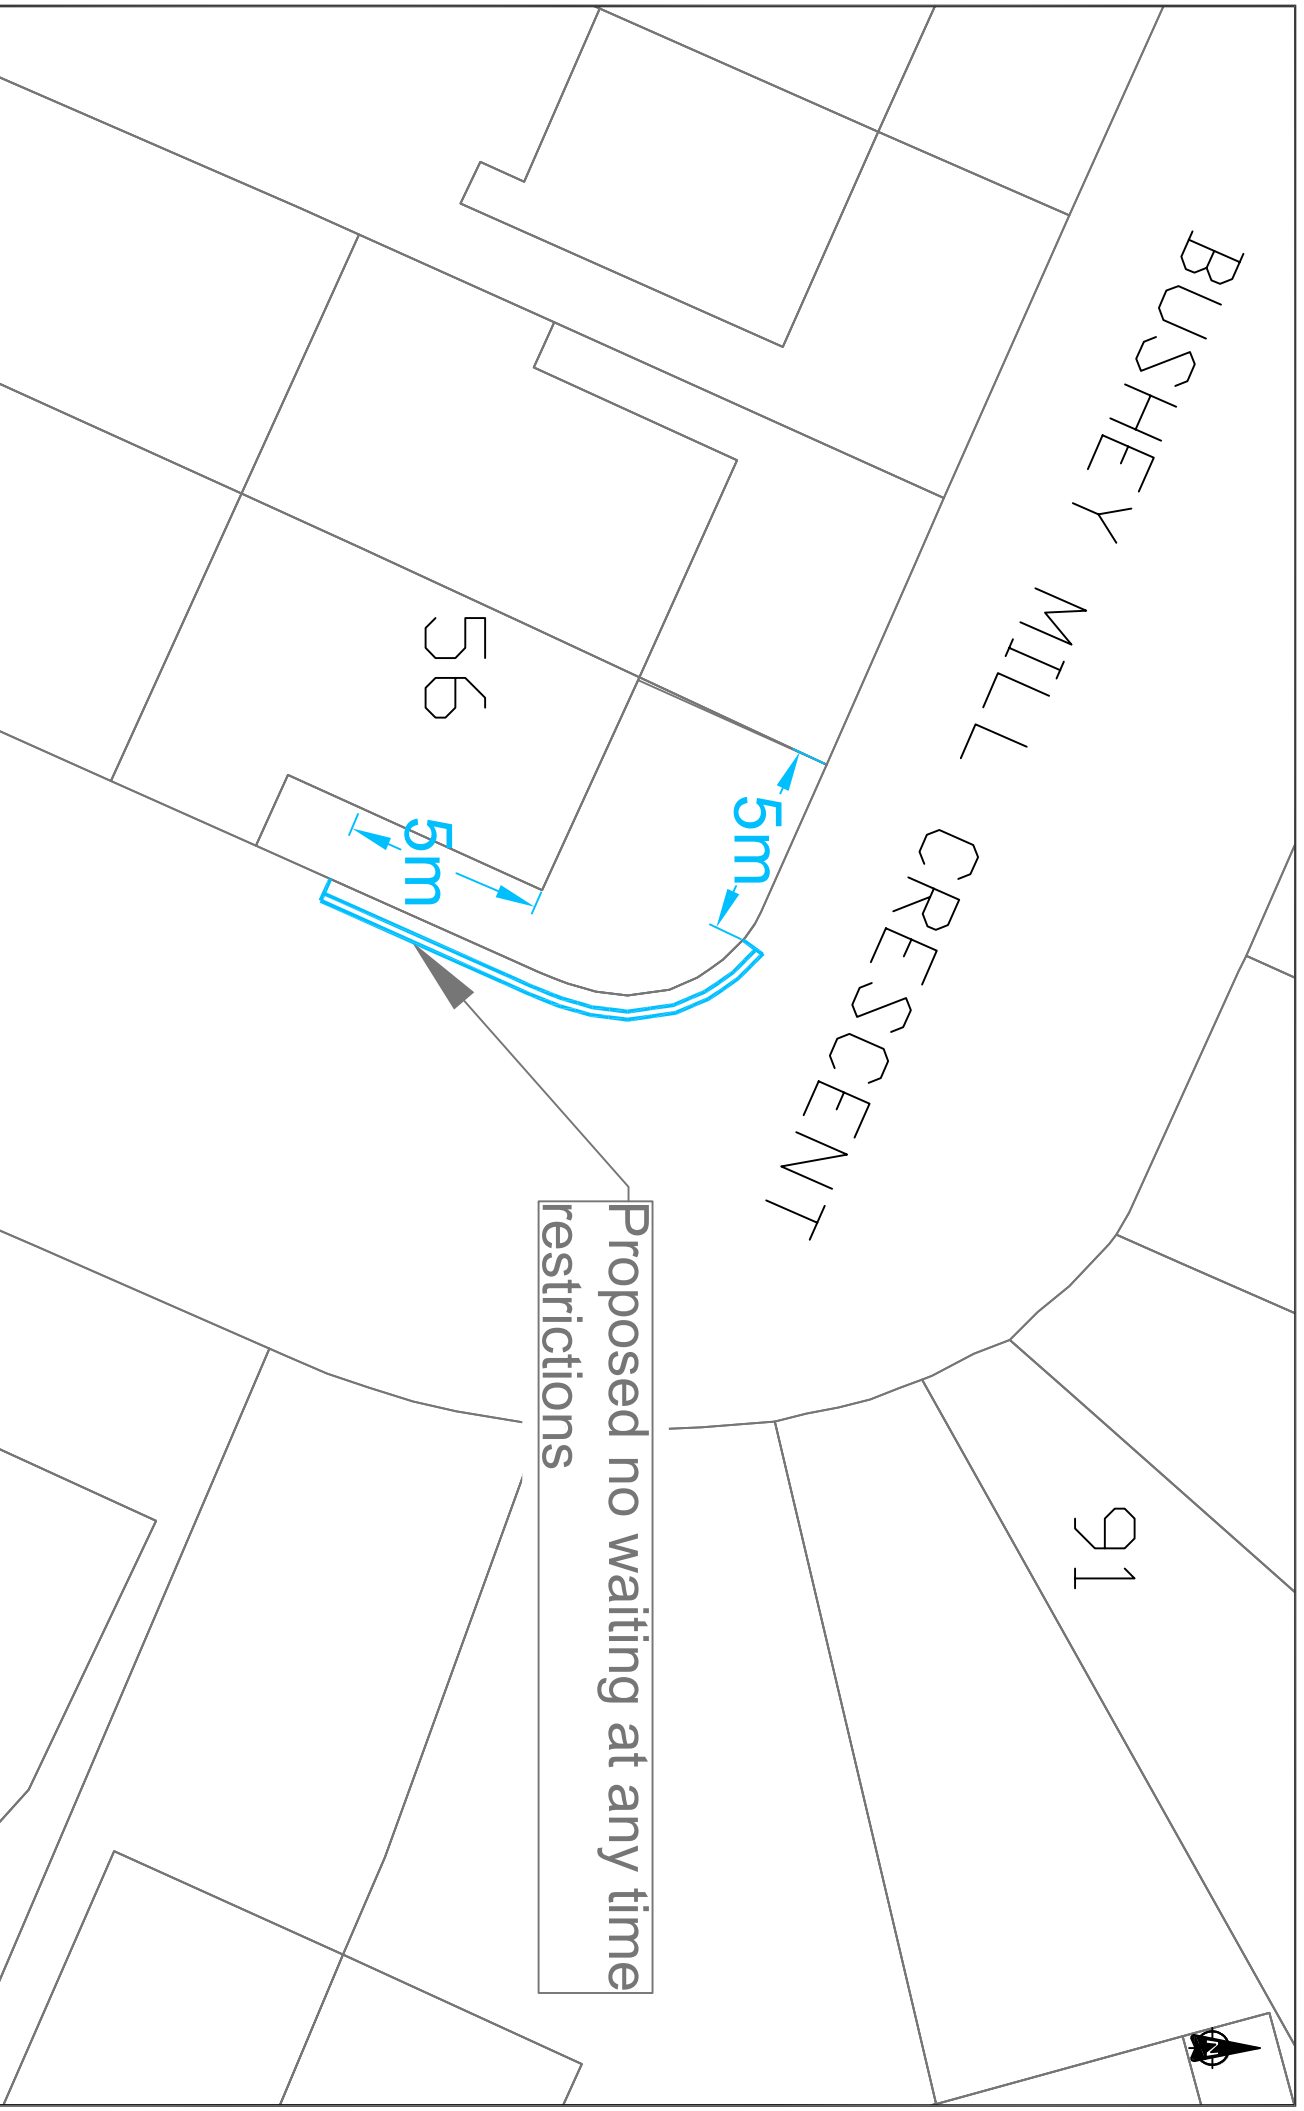 BUSHEY MILL CRESCENT
91
5m
56
5m
Proposed no waiting at any time
restrictions
N